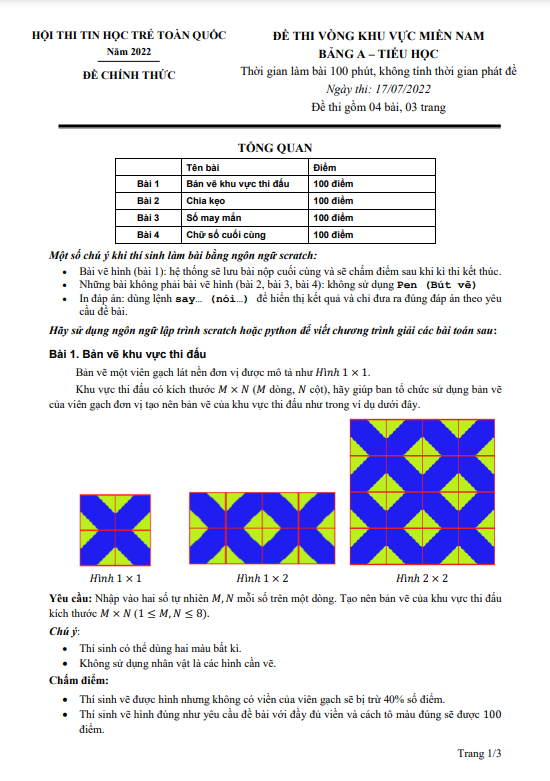 HỘI THI TIN HỌC TRẺ TOÀN QUỐC
Năm 2022
ĐỀ CHÍNH THỨC
ĐỀ THI VÒNG KHU VỰC MIỀN NAM
BẢNG A – TIỂU HỌC
Thời gian làm bài 100 phút, không tính thời gian phát đề
Ngày thi: 17/07/2022
Đề thi gồm 04 bài, 03 trang
TỔNG QUAN
Tên bài Điểm
Bài 1 Bản vẽ khu vực thi đấu 100 điểm
Bài 2 Chia kẹo 100 điểm
Bài 3 Số may mắn 100 điểm
Bài 4 Chữ số cuối cùng 100 điểm
Một số chú ý khi thí sinh làm bài bằng ngôn ngữ scratch:
• Bài vẽ hình (bài 1): hệ thống sẽ lưu bài nộp cuối cùng và sẽ chấm điểm sau khi kì thi kết thúc.
• Những bài không phải bài vẽ hình (bài 2, bài 3, bài 4): không sử dụng Pen (Bút vẽ)
• In đáp án: dùng lệnh say… (nói…) để hiển thị kết quả và chỉ đưa ra đúng đáp án theo yêu
cầu đề bài.
Hãy sử dụng ngôn ngữ lập trình scratch hoặc python để viết chương trình giải các bài toán sau:
Bài 1. Bản vẽ khu vực thi đấu
Bản vẽ một viên gạch lát nền đơn vị được mô tả như Hình 1 × 1.
Khu vực thi đấu có kích thước M × N (M dòng, N cột), hãy giúp ban tổ chức sử dụng bản vẽ
của viên gạch đơn vị tạo nên bản vẽ của khu vực thi đấu như trong ví dụ dưới đây.
Hình 1 × 1 Hình 1 × 2 Hình 2 × 2
Yêu cầu: Nhập vào hai số tự nhiên M, N mỗi số trên một dòng. Tạo nên bản vẽ của khu vực thi đấu
kích thước M × N (1 ≤ M, N ≤ 8).
Chú ý:
• Thí sinh có thể dùng hai màu bất kì.
• Không sử dụng nhân vật là các hình cần vẽ.
Chấm điểm:
• Thí sinh vẽ được hình nhưng không có viền của viên gạch sẽ bị trừ 40% số điểm.
• Thí sinh vẽ hình đúng như yêu cầu đề bài với đầy đủ viền và cách tô màu đúng sẽ được 100
điểm.
Trang 1/3